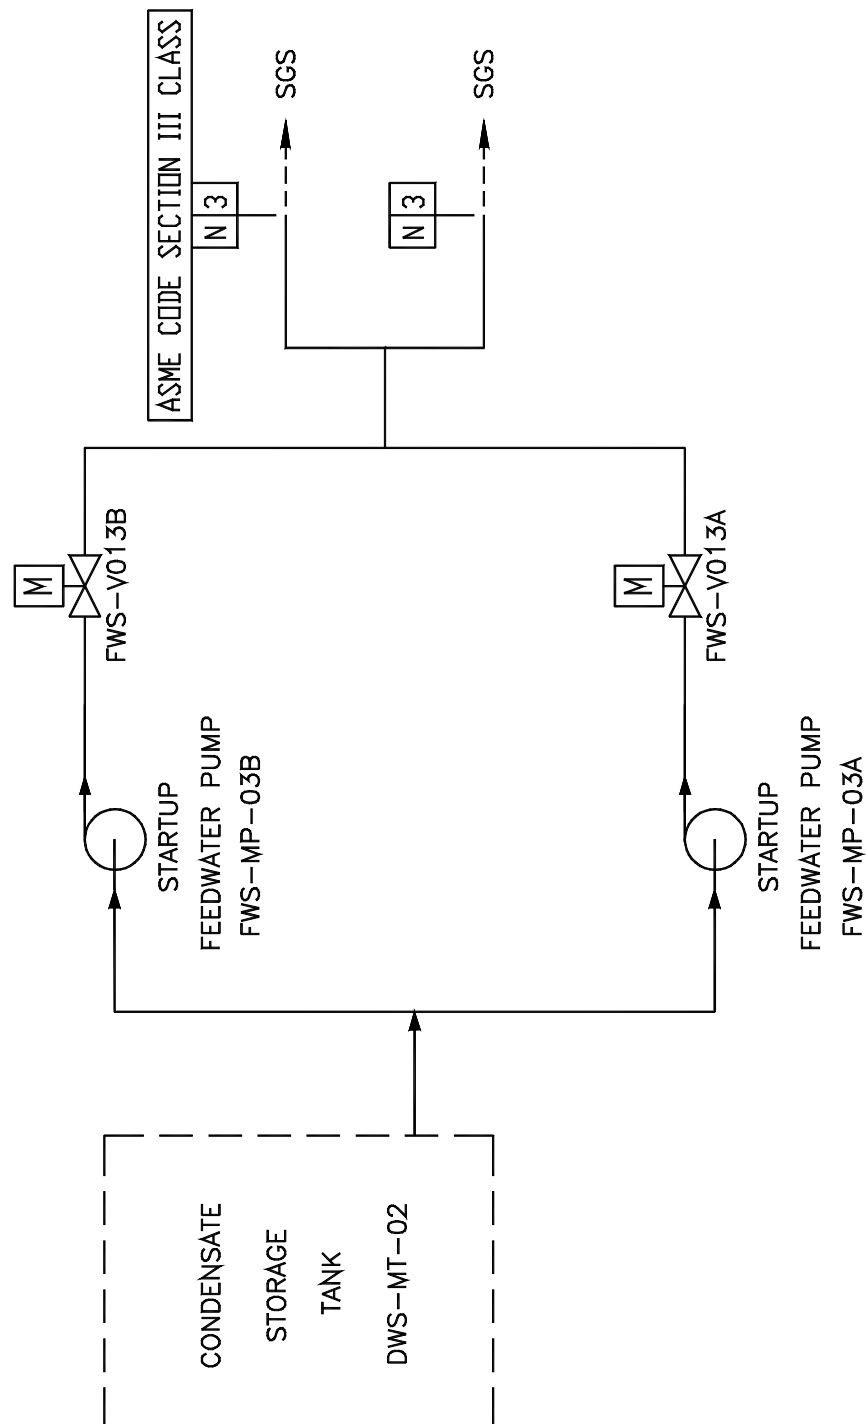 ASME CODE SECTION III CLASS
N 3
SGS
N 3
SGS
M
FWS-V013B
M
FWS-V013A
STARTUP
FEEDWATER PUMP
FWS-MP-03B
STARTUP
FEEDWATER PUMP
FWS-MP-03A
CONDENSATE
STORAGE
TANK
DWS-MT-02